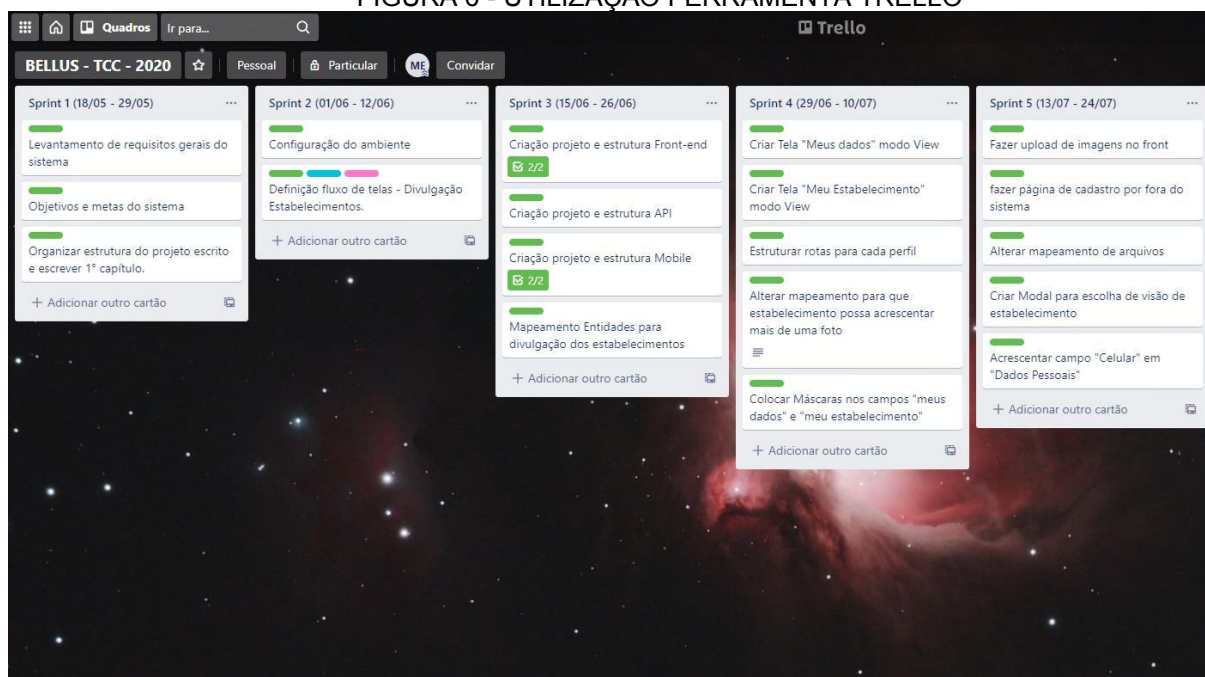 FIGURA 6 - UTILIZAÇÃO FERRAMENTA TRELLO
Quadros
Ir para...
Trello
BELLUS - TCC - 2020
Pessoal
Particular
ME
Convidar
Sprint 1 (18/05 - 29/05)
Levantamento de requisitos gerais do
sistema
Objetivos e metas do sistema
Organizar estrutura do projeto escrito
e escrever 1° capítulo.
+ Adicionar outro cartão
Sprint 2 (01/06 - 12/06)
Configuração do ambiente
Definição fluxo de telas - Divulgação
Estabelecimentos.
+ Adicionar outro cartão
Sprint 3 (15/06 - 26/06)
Criação projeto e estrutura Front-end
2/2
Criação projeto e estrutura API
Criação projeto e estrutura Mobile
2/2
Mapeamento Entidades para
divulgação dos estabelecimentos
+ Adicionar outro cartão
Sprint 4 (29/06 - 10/07)
Criar Tela "Meus dados" modo View
Criar Tela "Meu Estabelecimento"
modo View
Estruturar rotas para cada perfil
Alterar mapeamento para que
estabelecimento possa acrescentar
mais de uma foto
Colocar Máscaras nos campos "meus
dados" e "meu estabelecimento"
+ Adicionar outro cartão
Sprint 5 (13/07 - 24/07)
Fazer upload de imagens no front
fazer página de cadastro por fora do
sistema
Alterar mapeamento de arquivos
Criar Modal para escolha de visão de
estabelecimento
Acrescentar campo "Celular" em
"Dados Pessoais"
+ Adicionar outro cartão